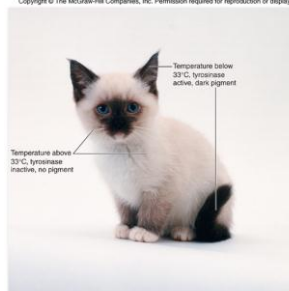 Copyright © The McGraw-Hill Companies, Inc. Permission required for reproduction or display
Temperature below
33°C, tyrosinase
active, dark pigment
Temperature above
33°C, tyrosinase
inactive, no pigment